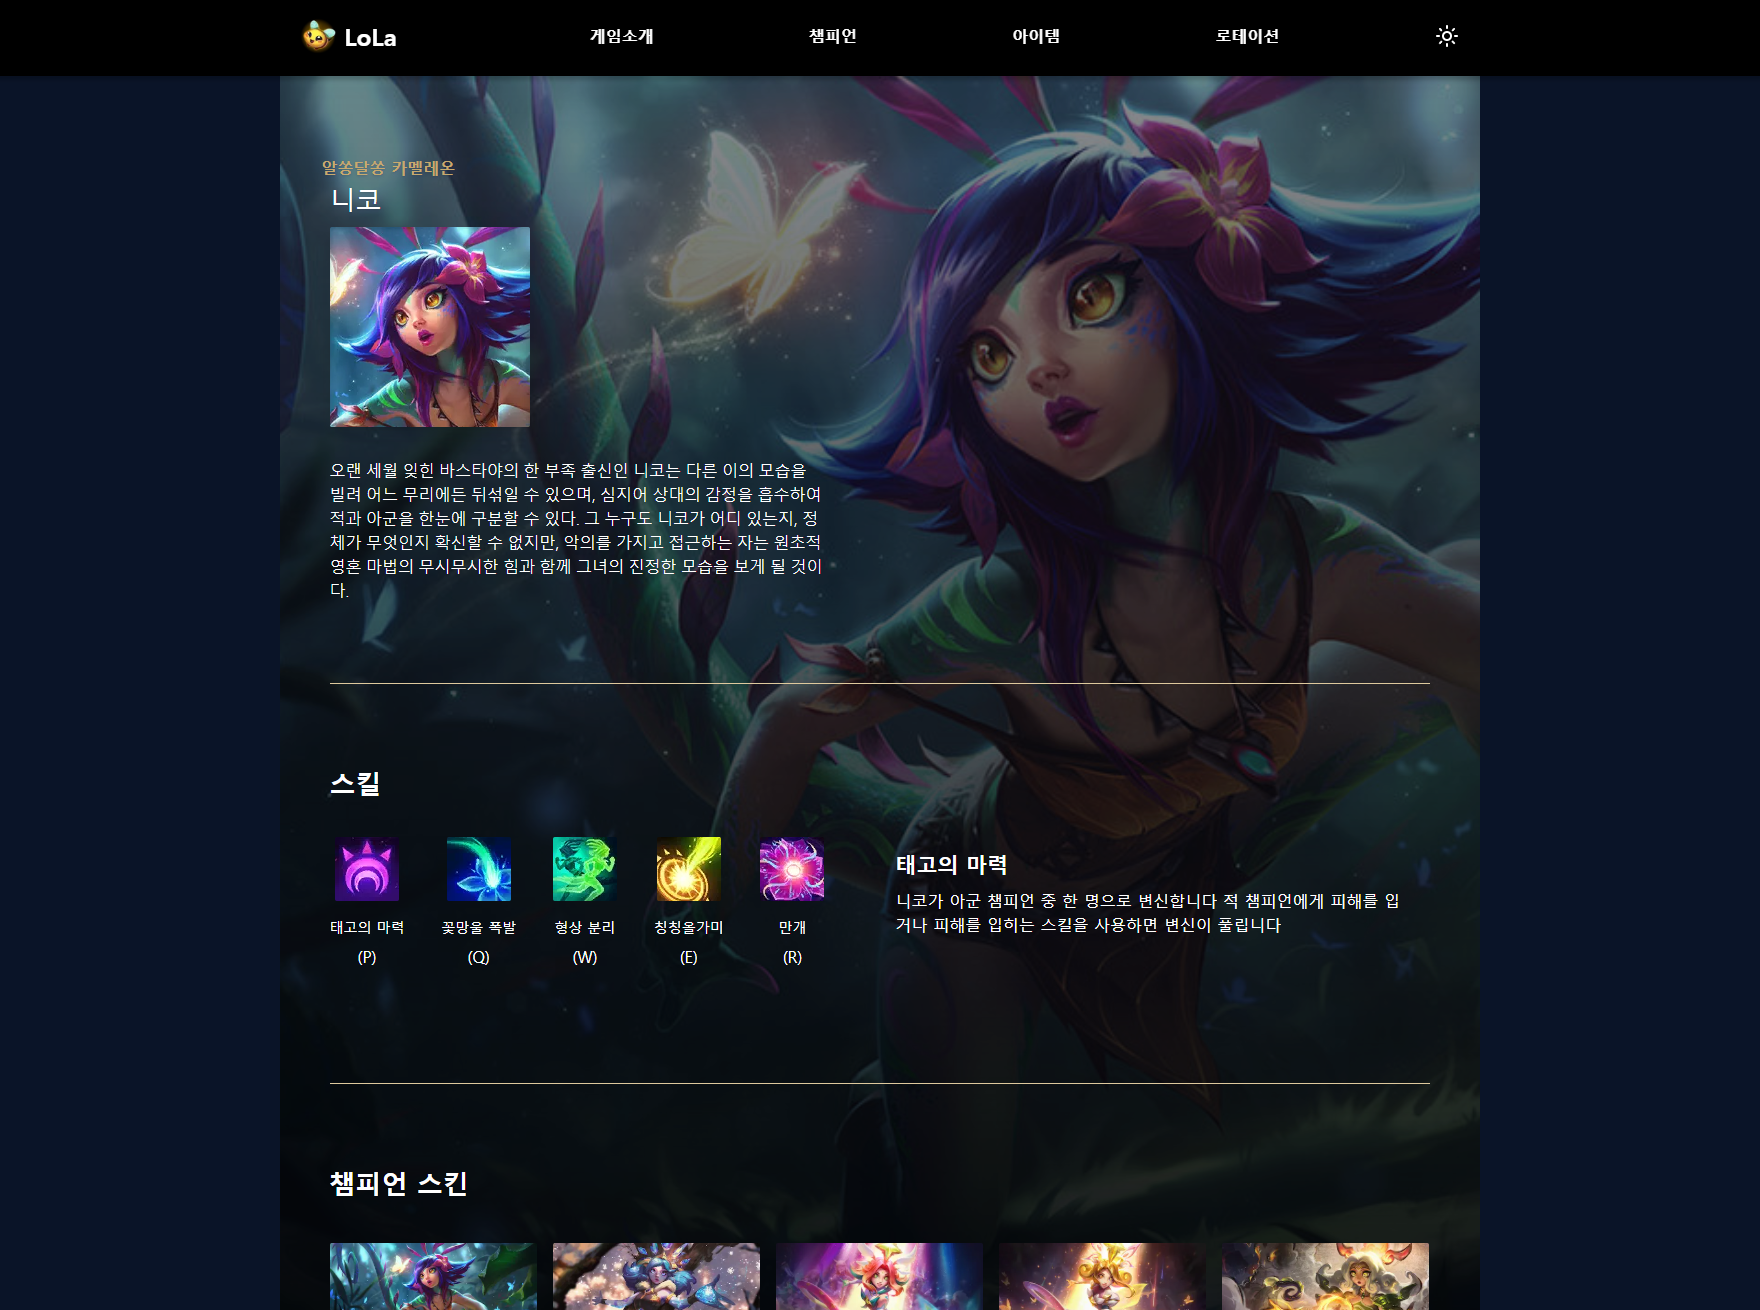 LoLa
게임소개
챔피언
아이템
로테이션
알쏭달쏭 카멜레온
니코
오랜 세월 잊힌 바스타야의 한 부족 출신인 니코는 다른 이의 모습을
빌려 어느 무리에든 뒤섞일 수 있으며, 심지어 상대의 감정을 흡수하여
적과 아군을 한눈에 구분할 수 있다. 그 누구도 니코가 어디 있는지, 정
체가 무엇인지 확신할 수 없지만, 악의를 가지고 접근하는 자는 원초적
영혼 마법의 무시무시한 힘과 함께 그녀의 진정한 모습을 보게 될 것이
다.
스킬
태고의 마력
(P)
꽃망울 폭발
(Q)
형상 분리
(W)
칭칭올가미
(E)
만개
(R)
태고의 마력
니코가 아군 챔피언 중 한 명으로 변신합니다 적 챔피언에게 피해를 입
거나 피해를 입히는 스킬을 사용하면 변신이 풀립니다
챔피언 스킨